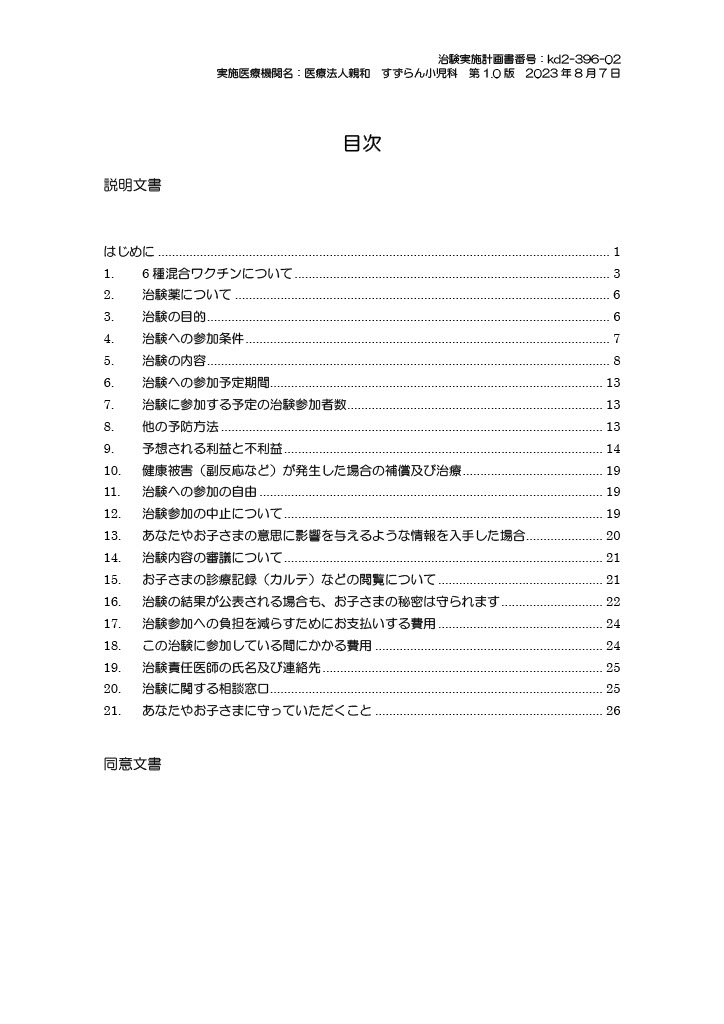 治験実施計画書番号：kd2-396-02
実施医療機関名：医療法人親和　すずらん小児科　第 1.0 版　2023 年 8 月 7 日
目次
説明文書
はじめに ........ 1
1. 6 種混合ワクチンについて ........ 3
2. 治験薬について ........ 6
3. 治験の目的 ........ 6
4. 治験への参加条件 ........ 7
5. 治験の内容 ........ 8
6. 治験への参加予定期間 ........ 13
7. 治験に参加する予定の治験参加者数 ........ 13
8. 他の予防方法 ........ 13
9. 予想される利益と不利益 ........ 14
10. 健康被害（副反応など）が発生した場合の補償及び治療 ........ 19
11. 治験への参加の自由 ........ 19
12. 治験参加の中止について ........ 19
13. あなたやお子さまの意思に影響を与えるような情報を入手した場合 ........ 20
14. 治験内容の審議について ........ 21
15. お子さまの診療記録（カルテ）などの閲覧について ........ 21
16. 治験の結果が公表される場合も、お子さまの秘密は守られます ........ 22
17. 治験参加への負担を減らすためにお支払いする費用 ........ 24
18. この治験に参加している間にかかる費用 ........ 24
19. 治験責任医師の氏名及び連絡先 ........ 25
20. 治験に関する相談窓口 ........ 25
21. あなたやお子さまに守っていただくこと ........ 26
同意文書